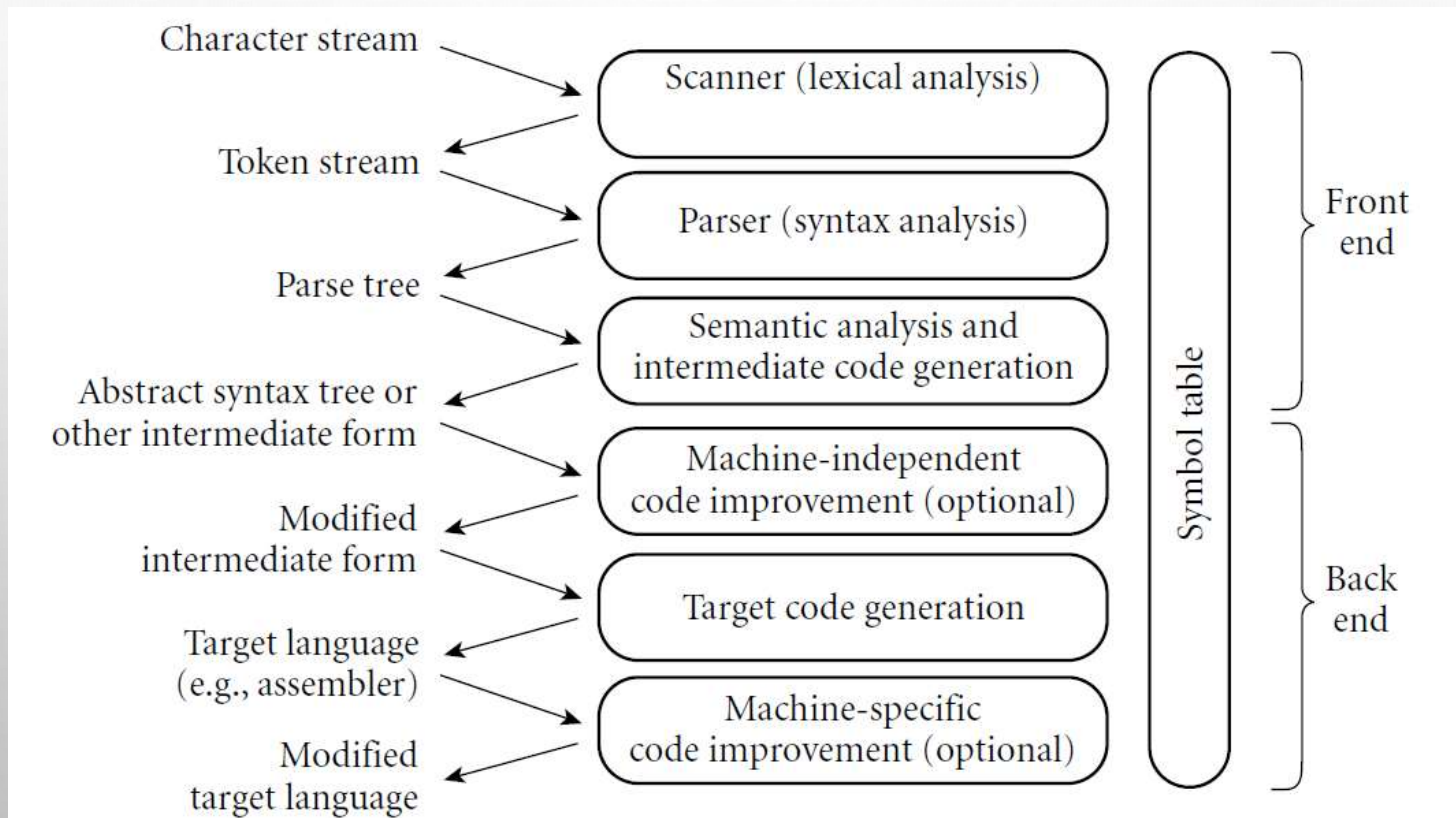 Character stream
Scanner (lexical analysis)
Token stream
Parser (syntax analysis)
Parse tree
Semantic analysis and
intermediate code generation
Abstract syntax tree or
other intermediate form
Machine-independent
code improvement (optional)
Modified
intermediate form
Target code generation
Target language
(e.g., assembler)
Machine-specific
code improvement (optional)
Modified
target language
Symbol table
Front
end
Back
end